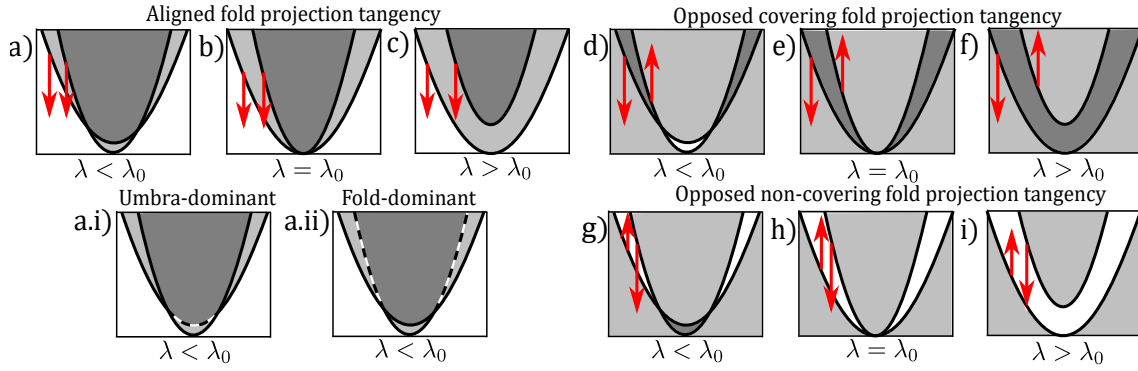 Aligned fold projection tangency
Opposed covering fold projection tangency
a) b) c) d) e) f)
λ < λ₀ λ = λ₀ λ > λ₀ λ < λ₀ λ = λ₀ λ > λ₀
Umbra-dominant Fold-dominant
Opposed non-covering fold projection tangency
a.i) a.ii) g) h) i)
λ < λ₀ λ < λ₀ λ < λ₀ λ = λ₀ λ > λ₀